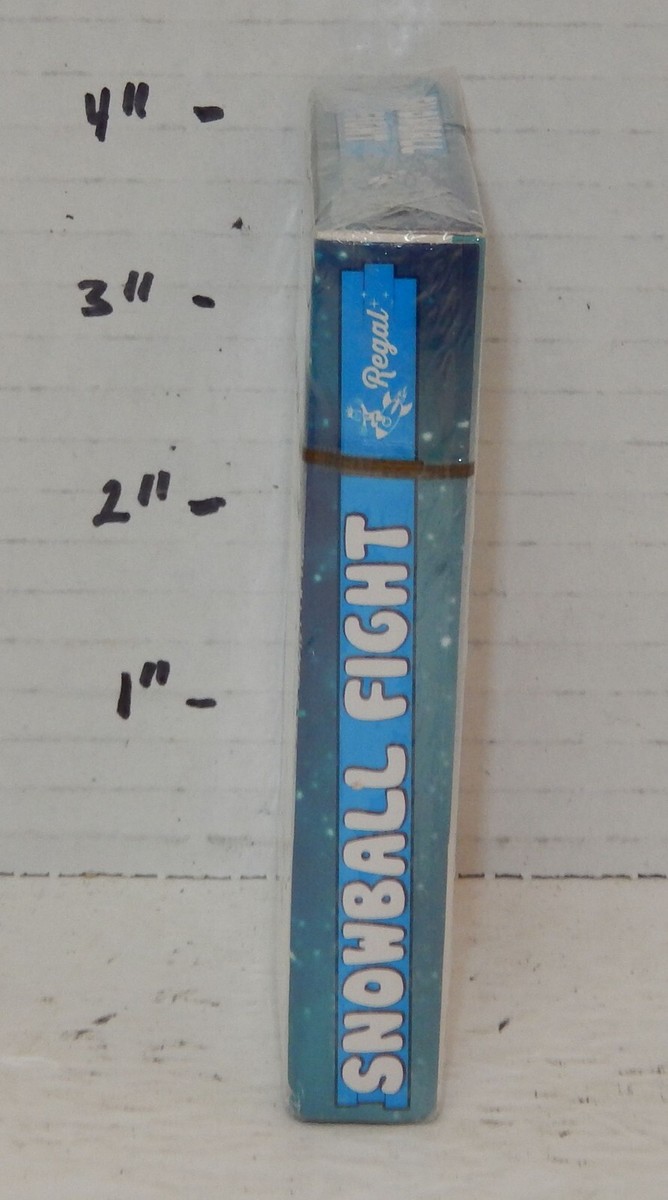 4" -
3" -
2" -
1" -
Regal
SNOWBALL FIGHT